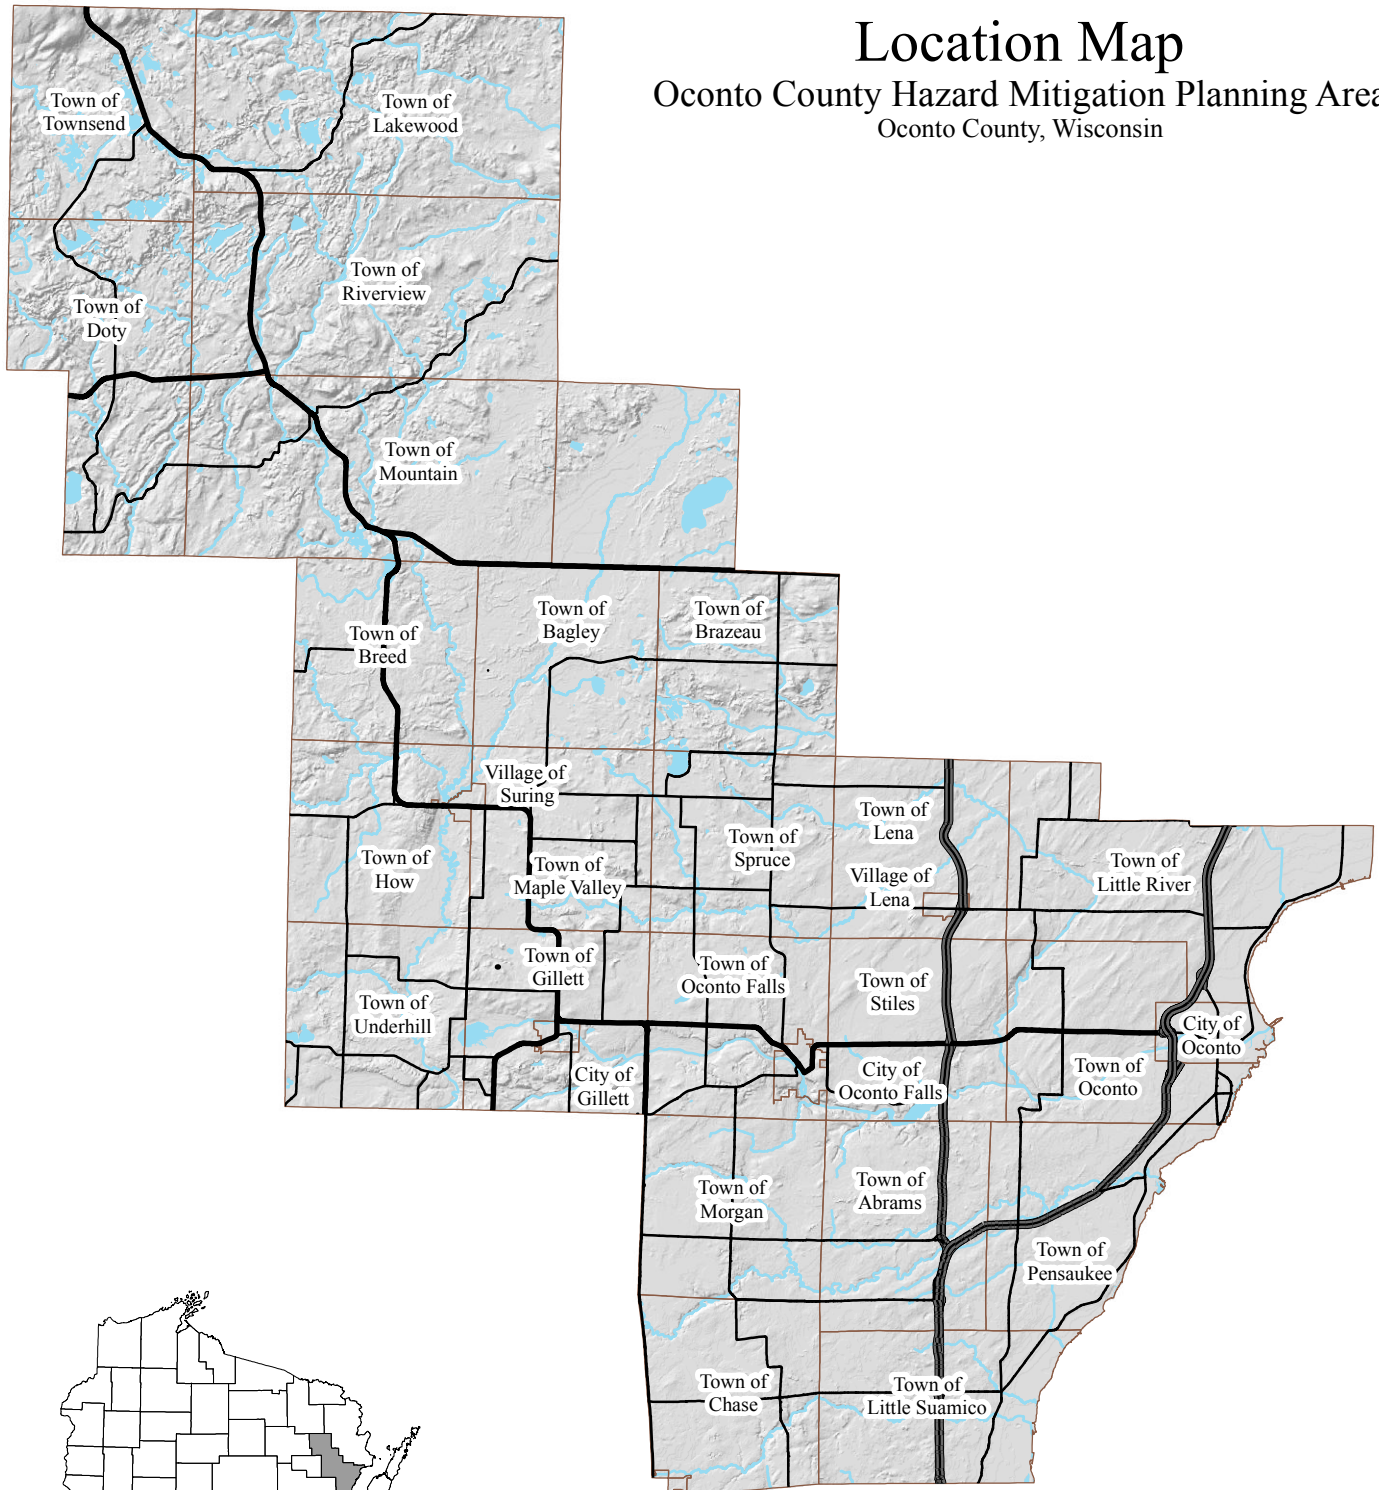 Location Map
Oconto County Hazard Mitigation Planning Area
Oconto County, Wisconsin
Town of
Townsend
Town of
Lakewood
Town of
Riverview
Town of
Doty
Town of
Mountain
Town of
Breed
Town of
Bagley
Town of
Brazeau
Village of
Suring
Town of
How
Town of
Maple Valley
Town of
Spruce
Town of
Lena
Village of
Lena
Town of
Little River
Town of
Gillett
Town of
Underhill
Town of
Oconto Falls
Town of
Stiles
City of
Oconto
City of
Gillett
City of
Oconto Falls
Town of
Oconto
Town of
Morgan
Town of
Abrams
Town of
Pensaukee
Town of
Chase
Town of
Little Suamico